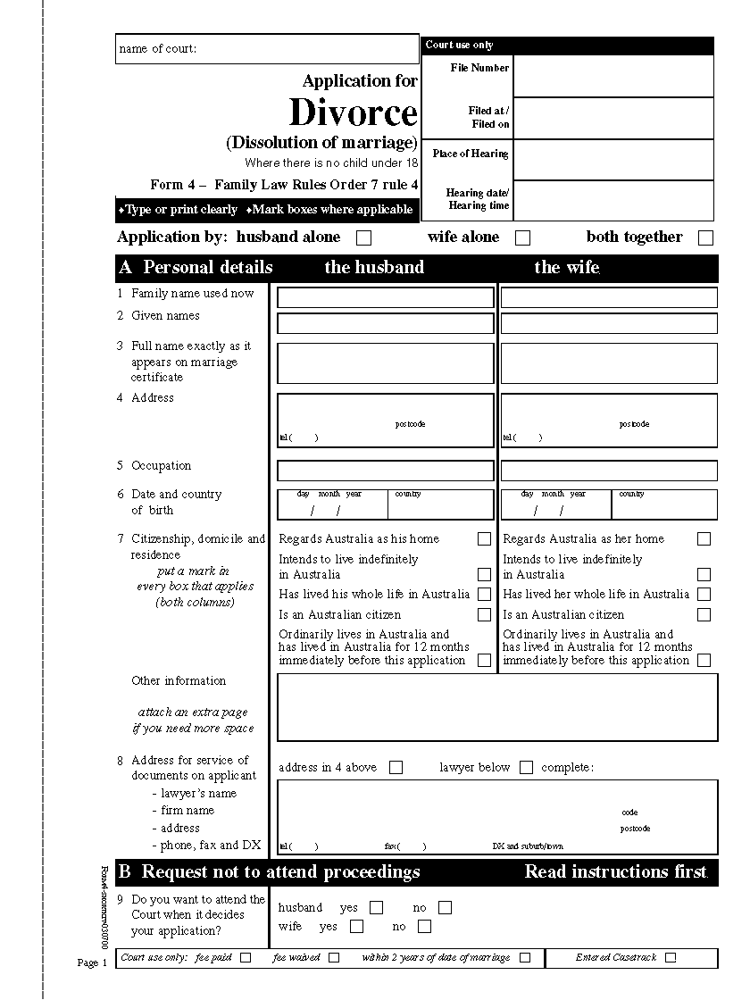 name of court:
Court use only
File Number
Application for
Divorce
Filed at /
Filed on
(Dissolution of marriage)
Where there is no child under 18
Place of Hearing
Form 4 – Family Law Rules Order 7 rule 4
Hearing date/
Hearing time
♦Type or print clearly ♦Mark boxes where applicable
Application by: husband alone wife alone both together
A Personal details the husband the wife
1 Family name used now
2 Given names
3 Full name exactly as it
appears on marriage
certificate
4 Address
postcode postcode
tel ( ) tel ( )
5 Occupation
6 Date and country
of birth
day month year country day month year country
/ / / /
7 Citizenship, domicile and
residence
put a mark in
every box that applies
(both columns)
Regards Australia as his home
Intends to live indefinitely
in Australia
Has lived his whole life in Australia
Is an Australian citizen
Ordinarily lives in Australia and
has lived in Australia for 12 months
immediately before this application
Regards Australia as her home
Intends to live indefinitely
in Australia
Has lived her whole life in Australia
Is an Australian citizen
Ordinarily lives in Australia and
has lived in Australia for 12 months
immediately before this application
Other information
attach an extra page
if you need more space
8 Address for service of
documents on applicant
- lawyer's name
- firm name
- address
- phone, fax and DX
address in 4 above lawyer below complete:
code
postcode
tel ( ) fax ( ) DX and suburb/town
B Request not to attend proceedings Read instructions first
9 Do you want to attend the
Court when it decides
your application?
husband yes no
wife yes no
Page 1
Court use only: fee paid fee waived within 2 years of date of marriage Entered Casetrack